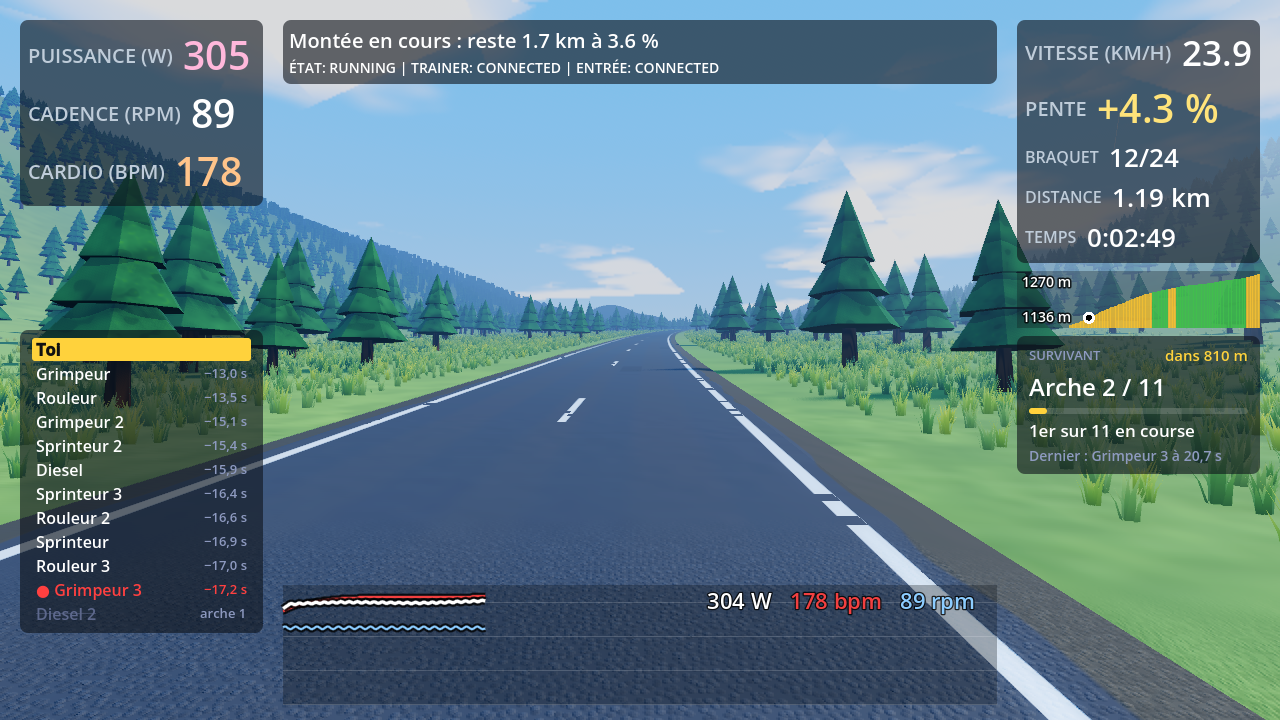 PUISSANCE (W) 305
CADENCE (RPM) 89
CARDIO (BPM) 178
Montée en cours : reste 1.7 km à 3.6 %
ÉTAT: RUNNING | TRAINER: CONNECTED | ENTRÉE: CONNECTED
VITESSE (KM/H) 23.9
PENTE +4.3 %
BRAQUET 12/24
DISTANCE 1.19 km
TEMPS 0:02:49
1270 m
1136 m
SURVIVANT dans 810 m
Arche 2 / 11
1er sur 11 en course
Dernier : Grimpeur 3 à 20,7 s
Toi
Grimpeur −13,0 s
Rouleur −13,5 s
Grimpeur 2 −15,1 s
Sprinteur 2 −15,4 s
Diesel −15,9 s
Sprinteur 3 −16,4 s
Rouleur 2 −16,6 s
Sprinteur −16,9 s
Rouleur 3 −17,0 s
Grimpeur 3 −17,2 s
Diesel 2 arche 1
304 W 178 bpm 89 rpm